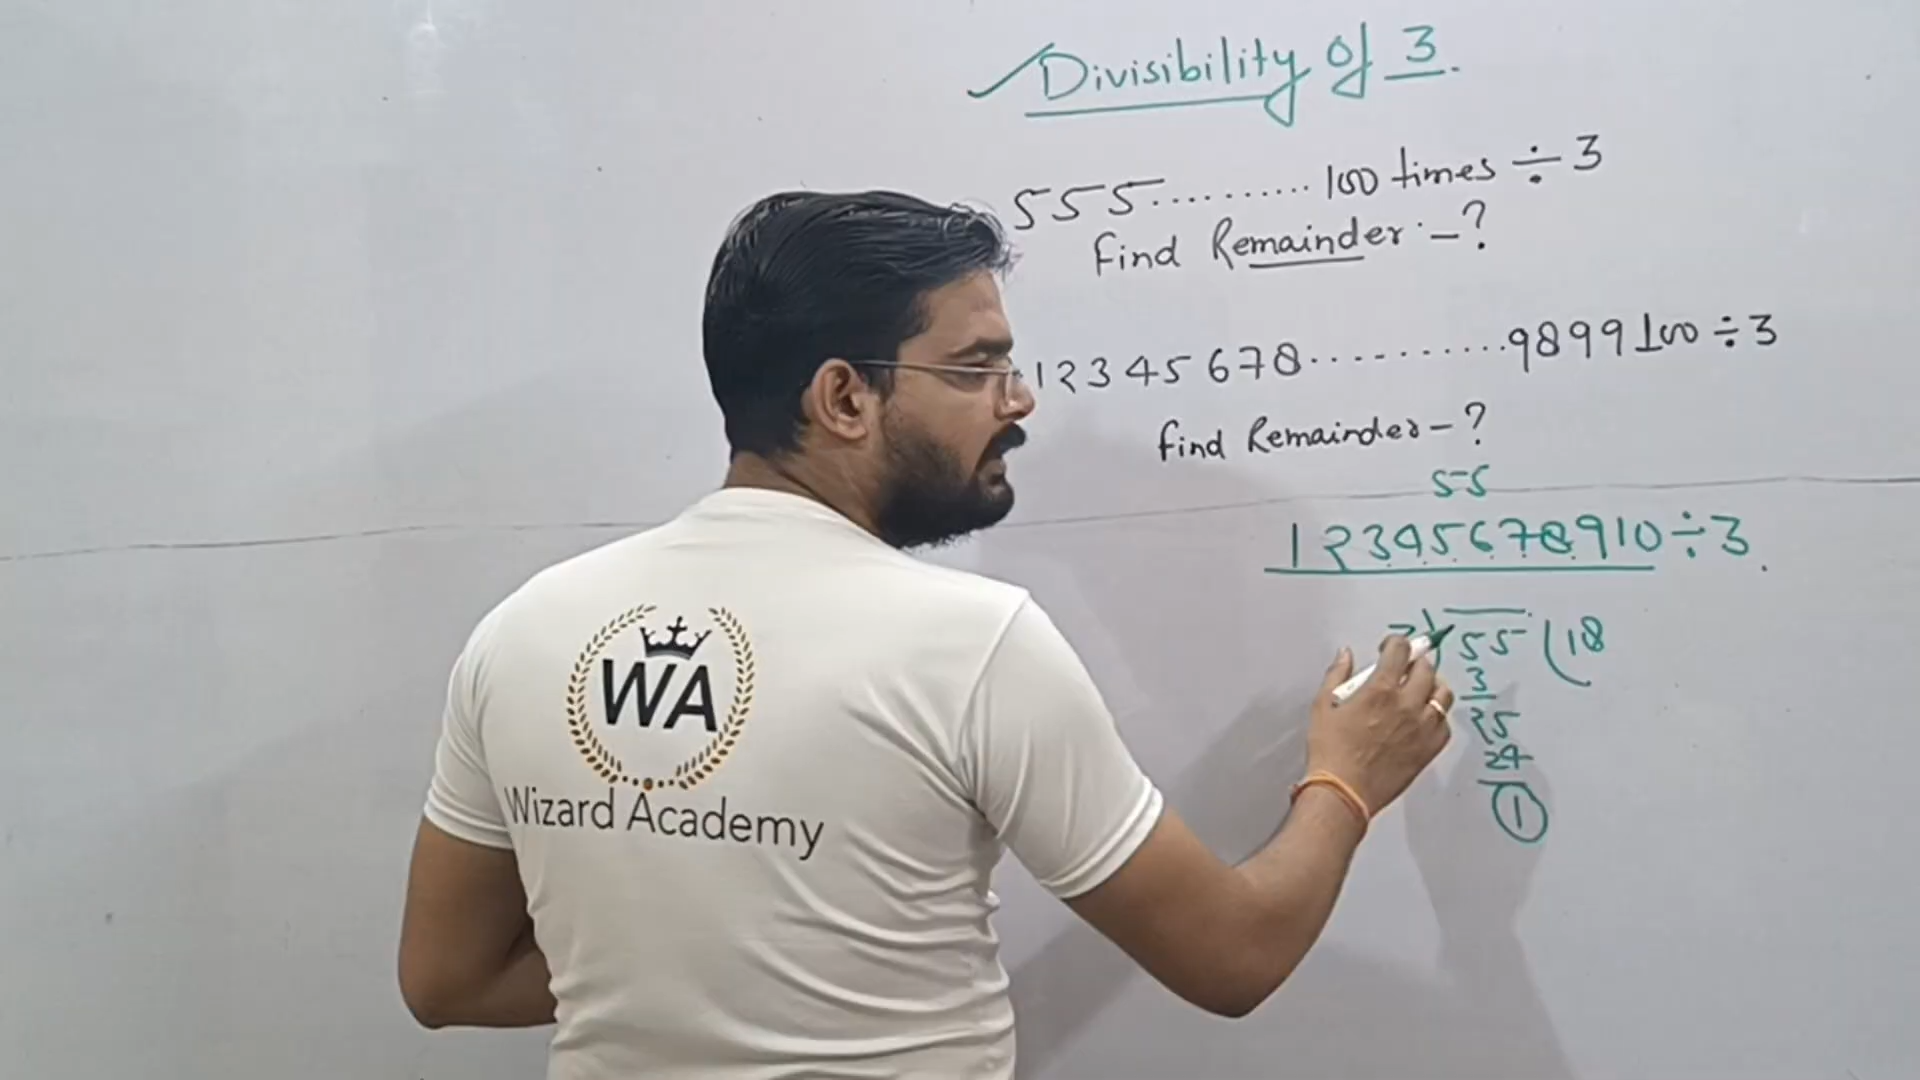 Divisibility of 3.
555.......... 100 times ÷ 3
Find Remainder - ?
12345678..........9899100 ÷ 3
Find Remainder - ?
55
12345678910 ÷ 3
55 ( 18
3
25
24
1
WA
Wizard Academy